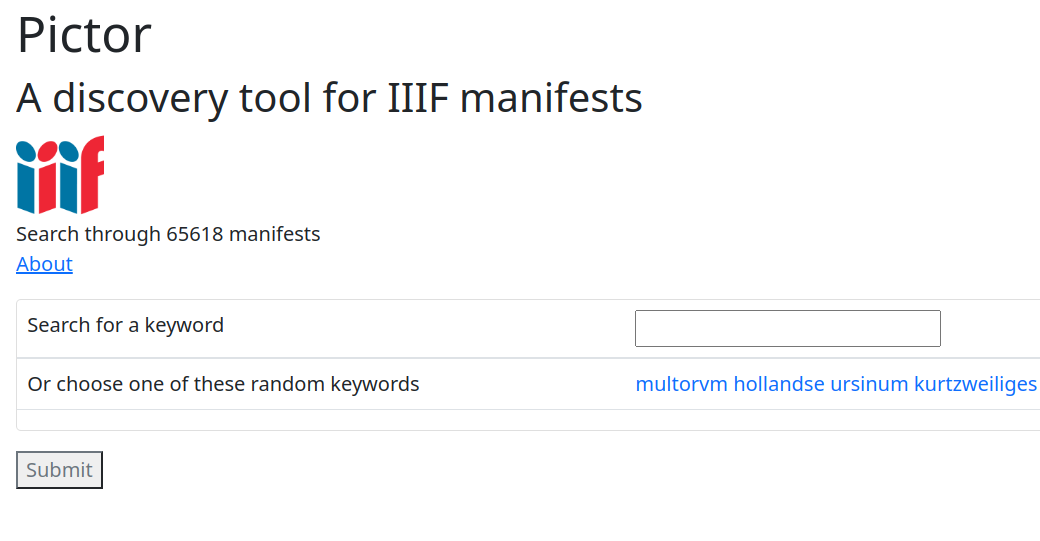 Pictor
A discovery tool for IIIF manifests
iiif
Search through 65618 manifests
About
Search for a keyword
Or choose one of these random keywords multorvm hollandse ursinum kurtzweiliges
Submit